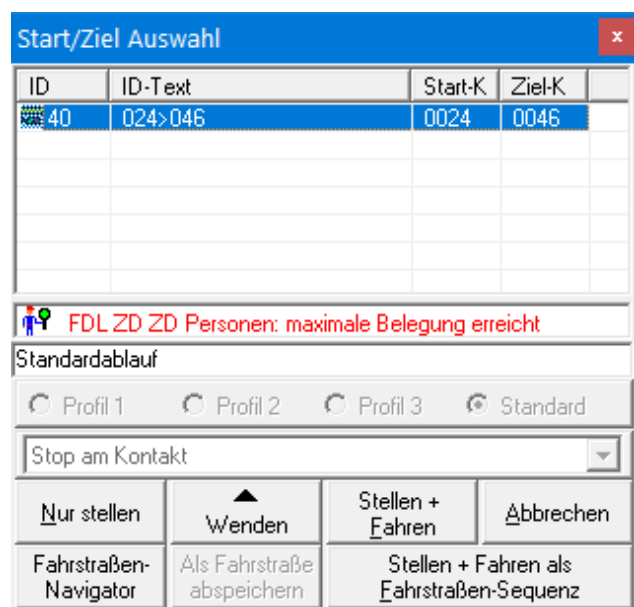 Start/Ziel Auswahl x
ID ID-Text Start-K Ziel-K
40 024>046 0024 0046
FDL ZD ZD Personen: maximale Belegung erreicht
Standardablauf
Profil 1 Profil 2 Profil 3 Standard
Stop am Kontakt
Nur stellen
Wenden
Stellen +
Fahren
Abbrechen
Fahrstraßen-
Navigator
Als Fahrstraße
abspeichern
Stellen + Fahren als
Fahrstraßen-Sequenz